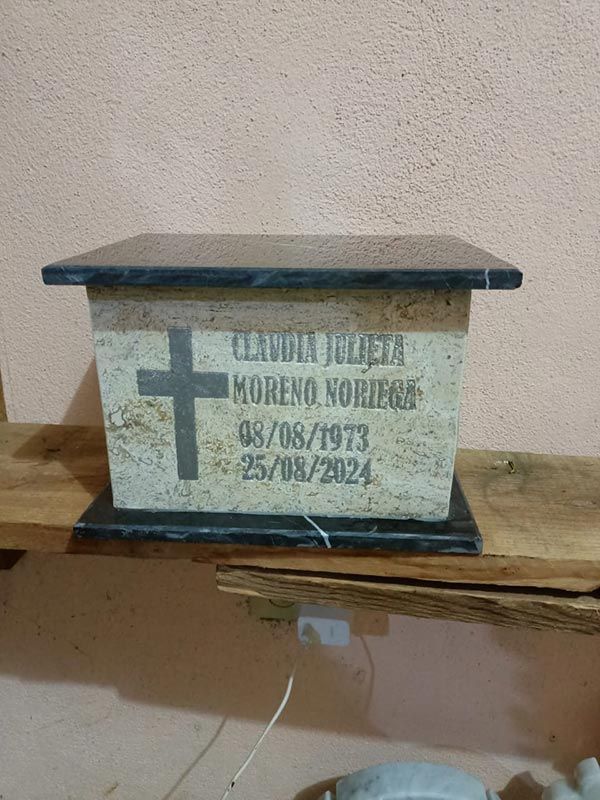 CLAUDIA JULIETA
MORENO NORIEGA
08/08/1973
25/08/2024